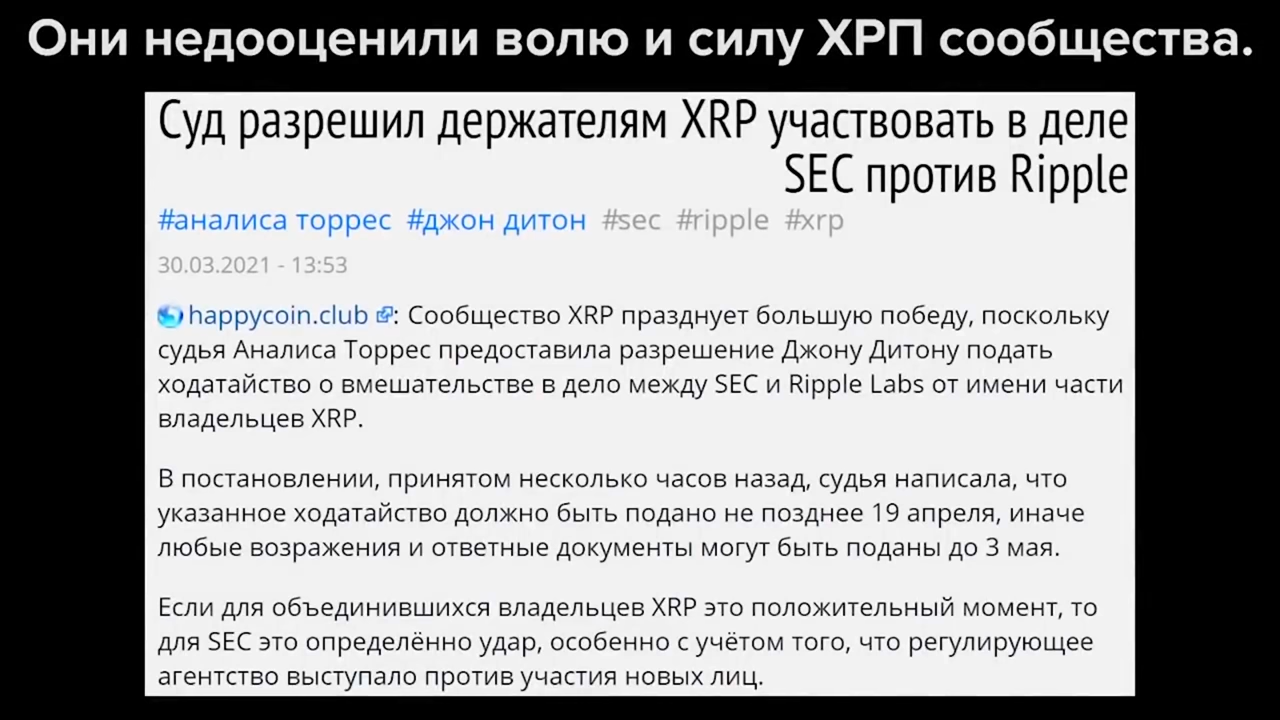 Они недооценили волю и силу ХРП сообщества.
Суд разрешил держателям XRP участвовать в деле
SEC против Ripple
#аналиса торрес #джон дитон #sec #ripple #xrp
30.03.2021 - 13:53
happycoin.club : Сообщество XRP празднует большую победу, поскольку
судья Аналиса Торрес предоставила разрешение Джону Дитону подать
ходатайство о вмешательстве в дело между SEC и Ripple Labs от имени части
владельцев XRP.
В постановлении, принятом несколько часов назад, судья написала, что
указанное ходатайство должно быть подано не позднее 19 апреля, иначе
любые возражения и ответные документы могут быть поданы до 3 мая.
Если для объединившихся владельцев XRP это положительный момент, то
для SEC это определённо удар, особенно с учётом того, что регулирующее
агентство выступало против участия новых лиц.